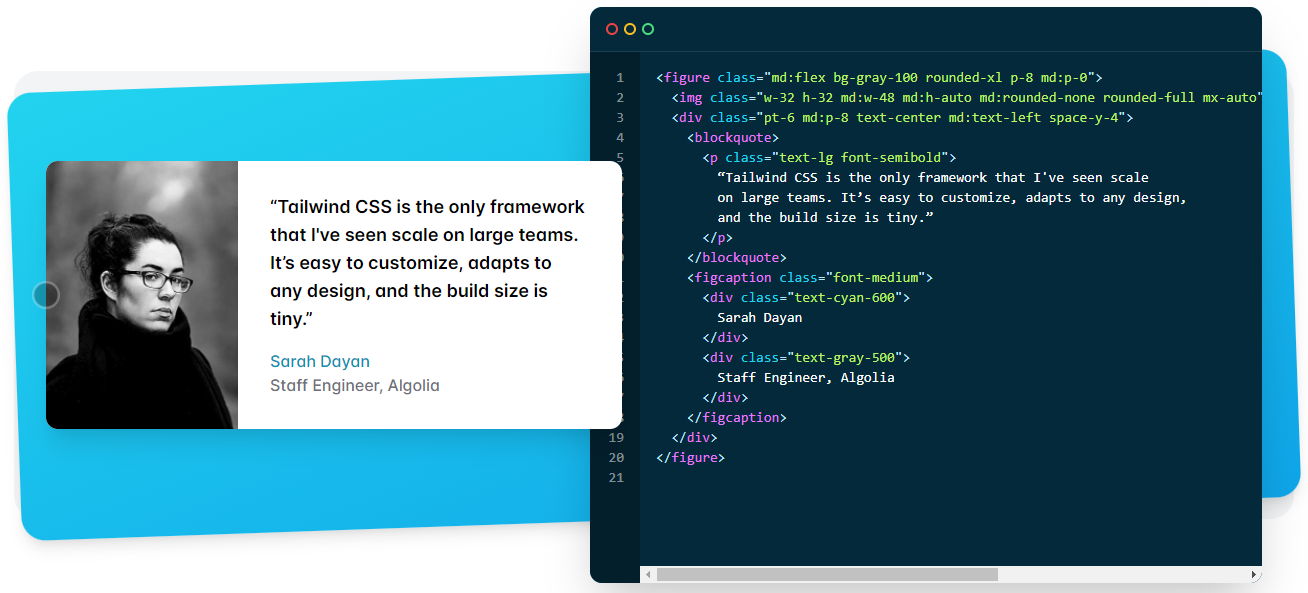 “Tailwind CSS is the only framework
that I've seen scale on large teams.
It’s easy to customize, adapts to
any design, and the build size is
tiny.”
Sarah Dayan
Staff Engineer, Algolia
1 <figure class="md:flex bg-gray-100 rounded-xl p-8 md:p-0">
2 <img class="w-32 h-32 md:w-48 md:h-auto md:rounded-none rounded-full mx-auto"
3 <div class="pt-6 md:p-8 text-center md:text-left space-y-4">
4 <blockquote>
5 <p class="text-lg font-semibold">
“Tailwind CSS is the only framework that I've seen scale
on large teams. It’s easy to customize, adapts to any design,
and the build size is tiny.”
</p>
</blockquote>
<figcaption class="font-medium">
<div class="text-cyan-600">
Sarah Dayan
</div>
<div class="text-gray-500">
Staff Engineer, Algolia
</div>
</figcaption>
19 </div>
20 </figure>
21